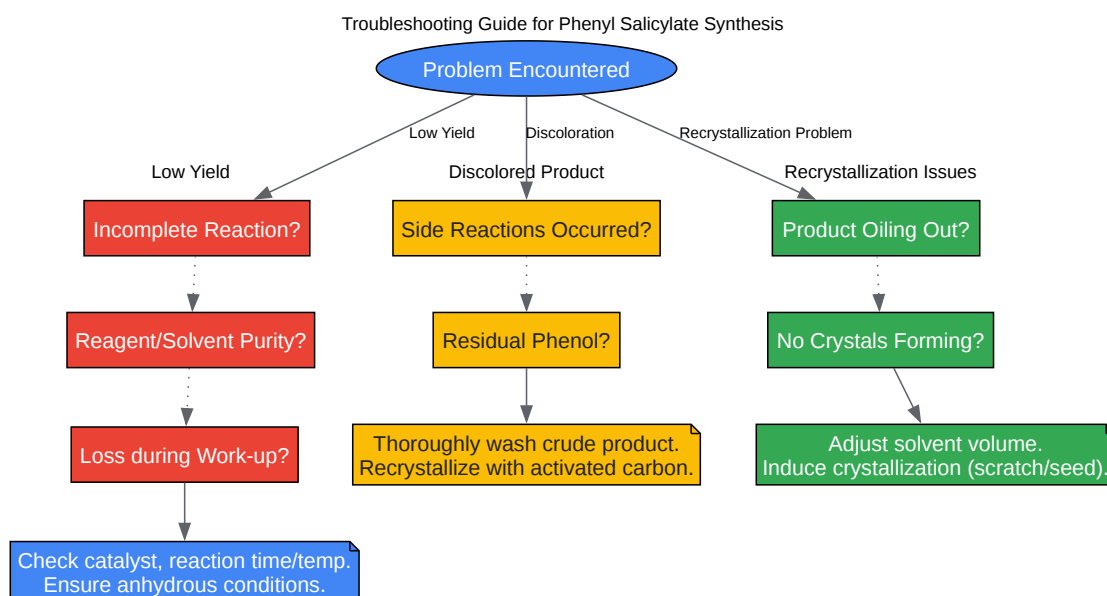 Troubleshooting Guide for Phenyl Salicylate Synthesis
Problem Encountered
Low Yield
Discoloration
Recrystallization Problem
Low Yield
Discolored Product
Recrystallization Issues
Incomplete Reaction?
Side Reactions Occurred?
Product Oiling Out?
Reagent/Solvent Purity?
Residual Phenol?
No Crystals Forming?
Loss during Work-up?
Thoroughly wash crude product.
Recrystallize with activated carbon.
Adjust solvent volume.
Induce crystallization (scratch/seed).
Check catalyst, reaction time/temp.
Ensure anhydrous conditions.